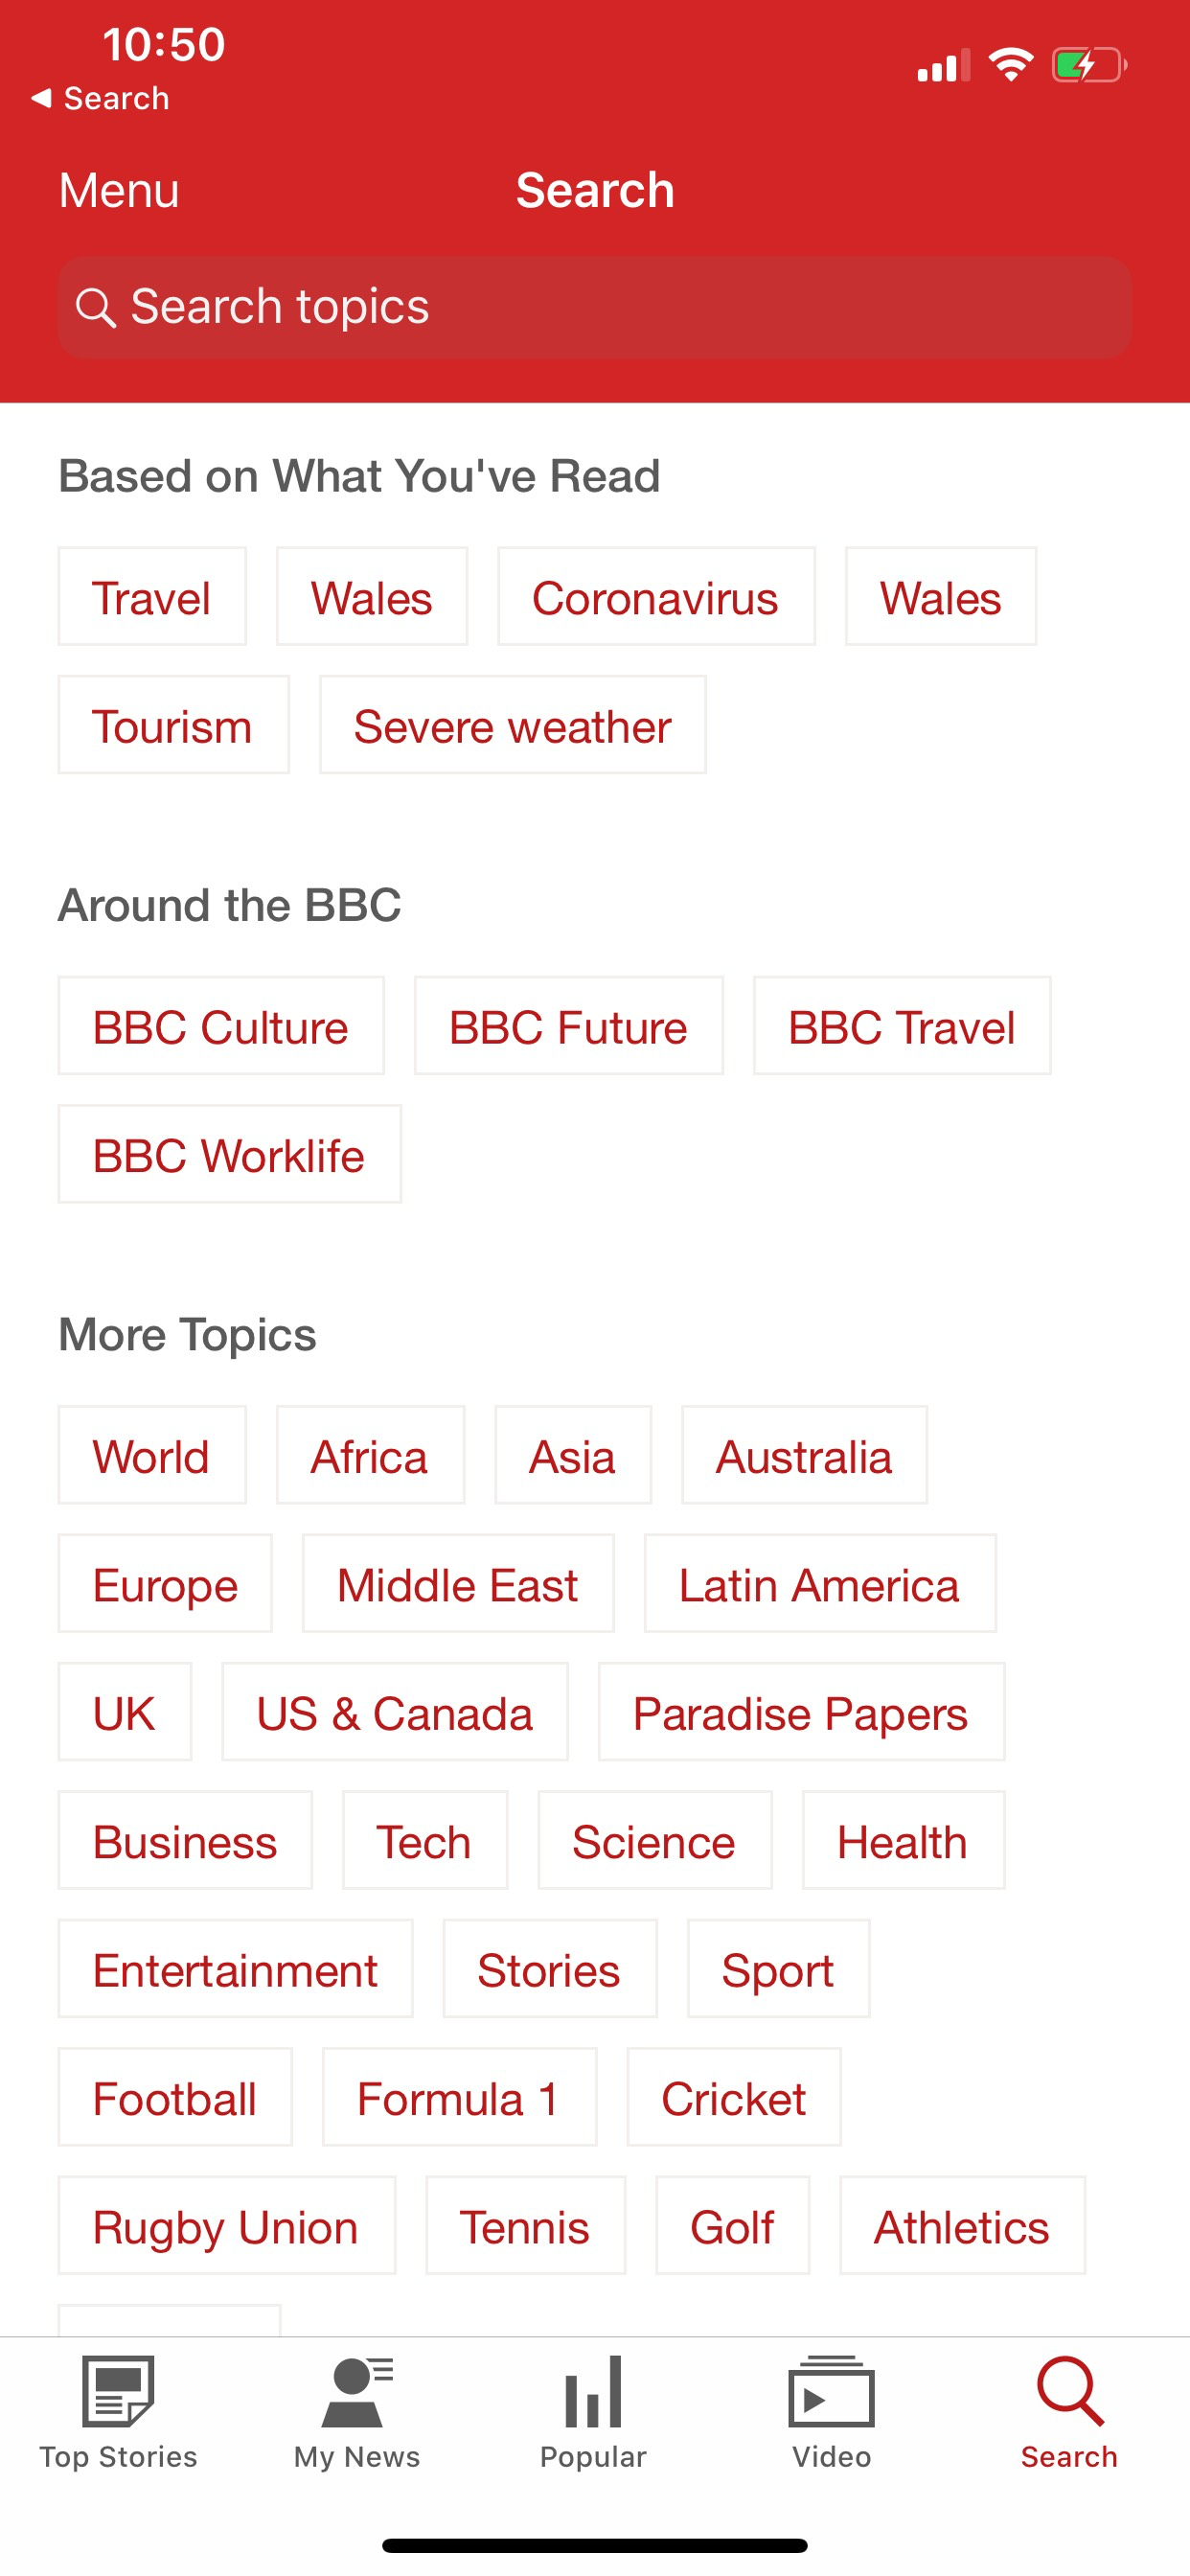 10:50
Search
Menu Search
Search topics
Based on What You've Read
Travel Wales Coronavirus Wales
Tourism Severe weather
Around the BBC
BBC Culture BBC Future BBC Travel
BBC Worklife
More Topics
World Africa Asia Australia
Europe Middle East Latin America
UK US & Canada Paradise Papers
Business Tech Science Health
Entertainment Stories Sport
Football Formula 1 Cricket
Rugby Union Tennis Golf Athletics
Top Stories My News Popular Video Search